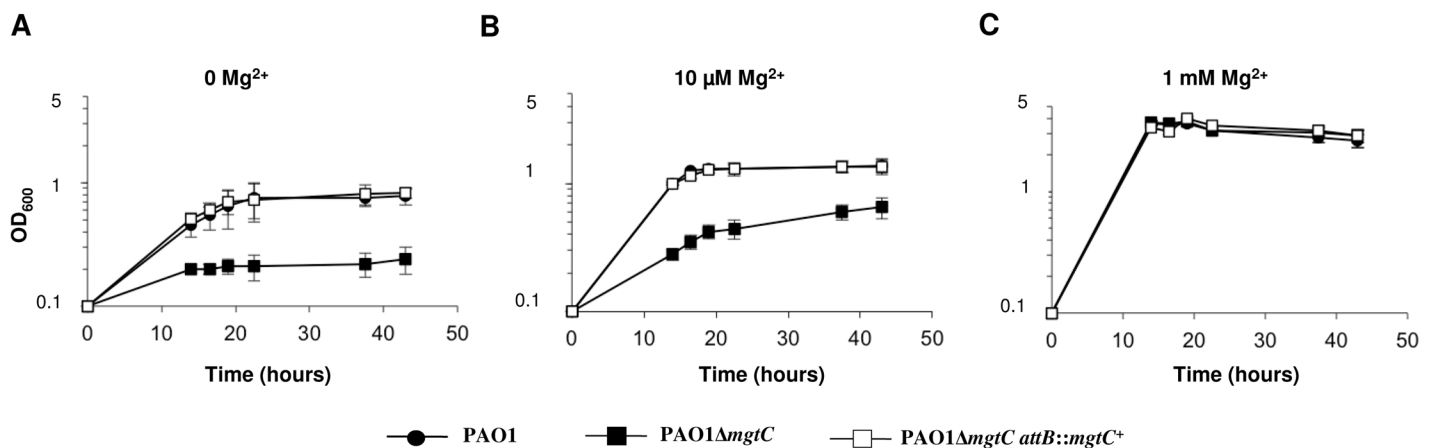 A
B
C
0 Mg²⁺
10 µM Mg²⁺
1 mM Mg²⁺
OD₆₀₀
5
1
0.1
0 10 20 30 40 50
Time (hours)
5
1
0.1
0 10 20 30 40 50
Time (hours)
5
1
0.1
0 10 20 30 40 50
Time (hours)
PAO1
PAO1ΔmgtC
PAO1ΔmgtC attB::mgtC⁺